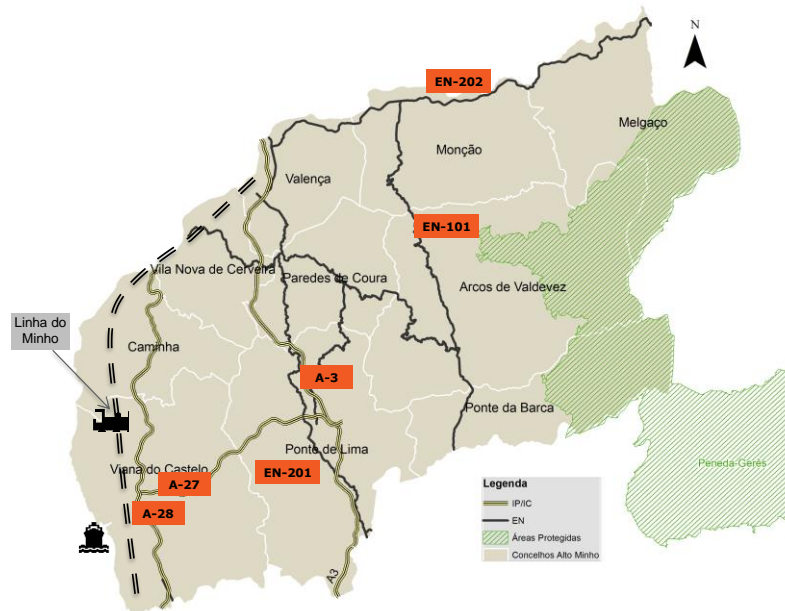 N
EN-202
Melgaço
Monção
Valença
EN-101
Vila Nova de Cerveira
Paredes de Coura
Arcos de Valdevez
Linha do
Minho
Caminha
A-3
Ponte da Barca
Ponte de Lima
Viana do Castelo
EN-201
Peneda-Gerês
A-27
A-28
A3
Legenda
IP/IC
EN
Áreas Protegidas
Concelhos Alto Minho